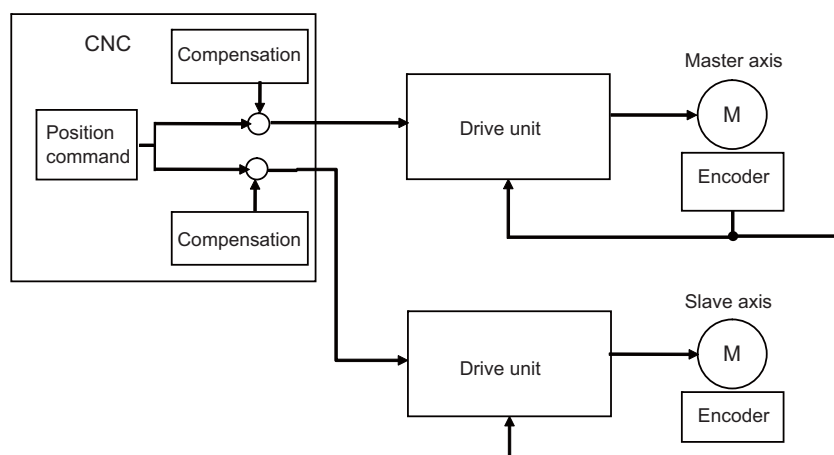 CNC
Compensation
Position
command
Compensation
Drive unit
Master axis
M
Encoder
Slave axis
Drive unit
M
Encoder